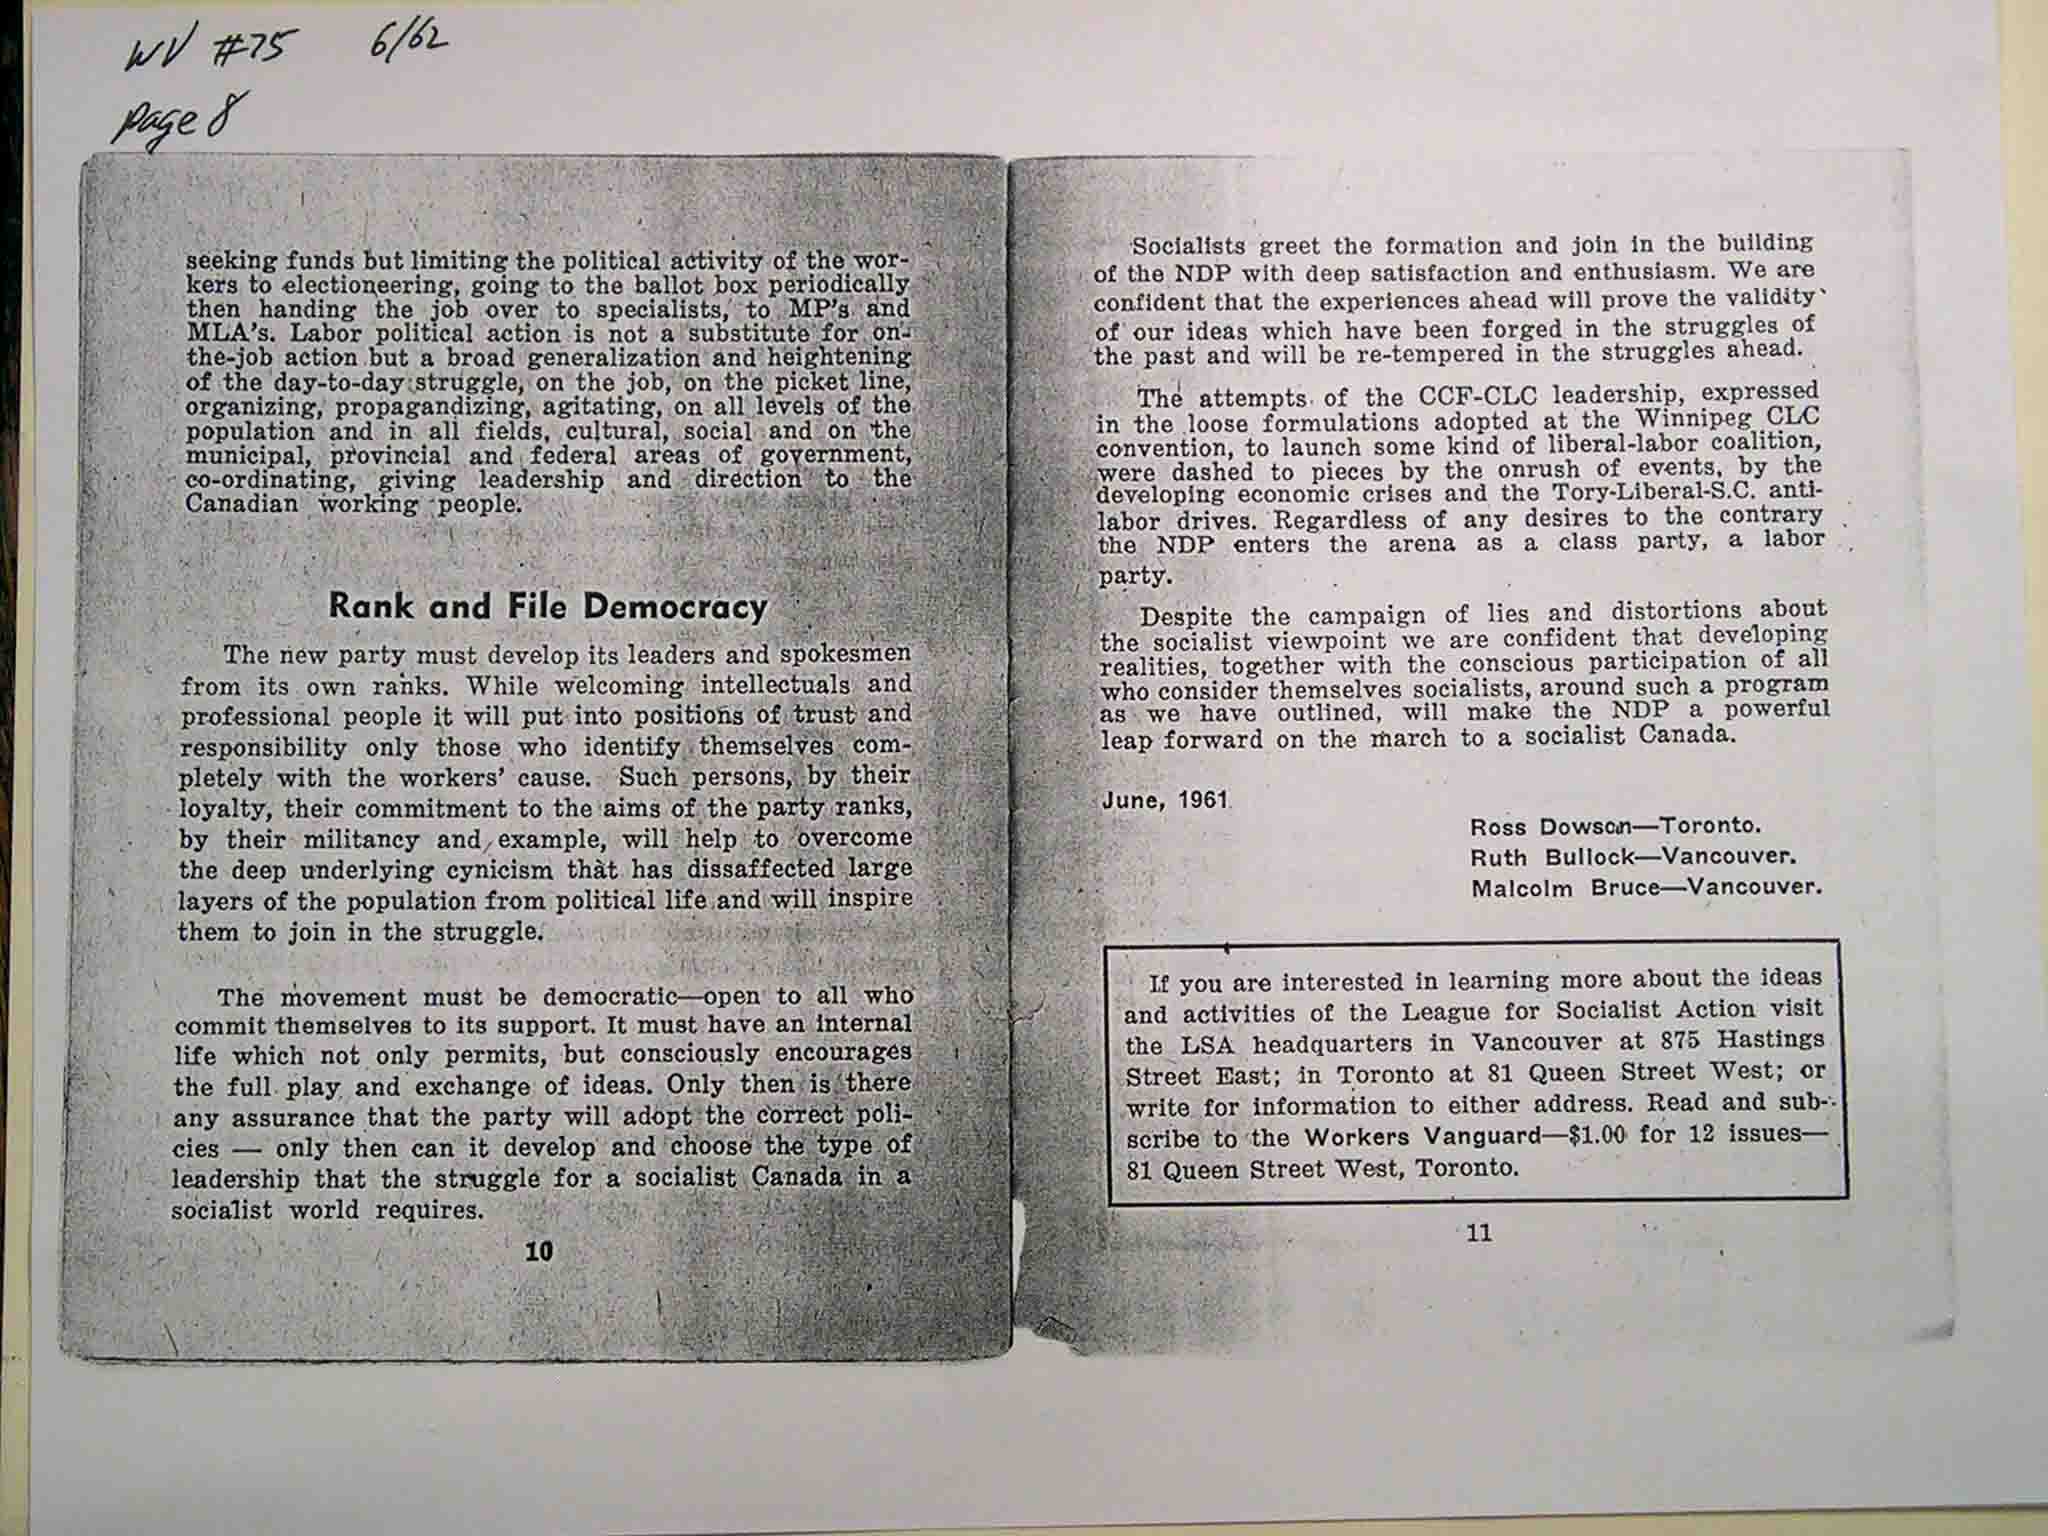 WV #75 6/62
page 8
seeking funds but limiting the political activity of the wor-
kers to electioneering, going to the ballot box periodically
then handing the job over to specialists, to MP's and
MLA's. Labor political action is not a substitute for on-
the-job action but a broad generalization and heightening
of the day-to-day struggle, on the job, on the picket line,
organizing, propagandizing, agitating, on all levels of the
population and in all fields, cultural, social and on the
municipal, provincial and federal areas of government,
co-ordinating, giving leadership and direction to the
Canadian working people.
Rank and File Democracy
The new party must develop its leaders and spokesmen
from its own ranks. While welcoming intellectuals and
professional people it will put into positions of trust and
responsibility only those who identify themselves com-
pletely with the workers' cause. Such persons, by their
loyalty, their commitment to the aims of the party ranks,
by their militancy and example, will help to overcome
the deep underlying cynicism that has dissaffected large
layers of the population from political life and will inspire
them to join in the struggle.
The movement must be democratic—open to all who
commit themselves to its support. It must have an internal
life which not only permits, but consciously encourages
the full play and exchange of ideas. Only then is there
any assurance that the party will adopt the correct poli-
cies — only then can it develop and choose the type of
leadership that the struggle for a socialist Canada in a
socialist world requires.
10
Socialists greet the formation and join in the building
of the NDP with deep satisfaction and enthusiasm. We are
confident that the experiences ahead will prove the validity
of our ideas which have been forged in the struggles of
the past and will be re-tempered in the struggles ahead.
The attempts of the CCF-CLC leadership, expressed
in the loose formulations adopted at the Winnipeg CLC
convention, to launch some kind of liberal-labor coalition,
were dashed to pieces by the onrush of events, by the
developing economic crises and the Tory-Liberal-S.C. anti-
labor drives. Regardless of any desires to the contrary
the NDP enters the arena as a class party, a labor
party.
Despite the campaign of lies and distortions about
the socialist viewpoint we are confident that developing
realities, together with the conscious participation of all
who consider themselves socialists, around such a program
as we have outlined, will make the NDP a powerful
leap forward on the march to a socialist Canada.
June, 1961
Ross Dowson—Toronto.
Ruth Bullock—Vancouver.
Malcolm Bruce—Vancouver.
If you are interested in learning more about the ideas
and activities of the League for Socialist Action visit
the LSA headquarters in Vancouver at 875 Hastings
Street East; in Toronto at 81 Queen Street West; or
write for information to either address. Read and sub-
scribe to the Workers Vanguard—$1.00 for 12 issues—
81 Queen Street West, Toronto.
11